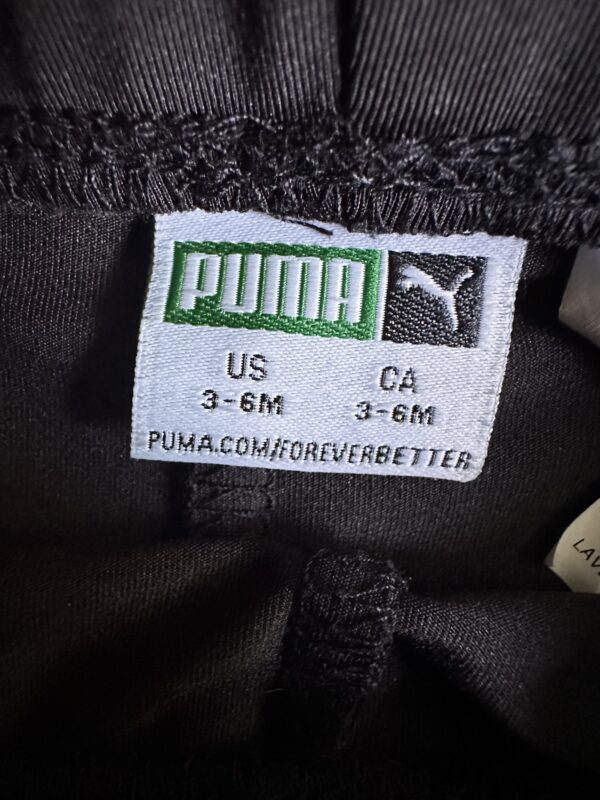 PUMA
US CA
3-6M 3-6M
PUMA.COM/FOREVERBETTER